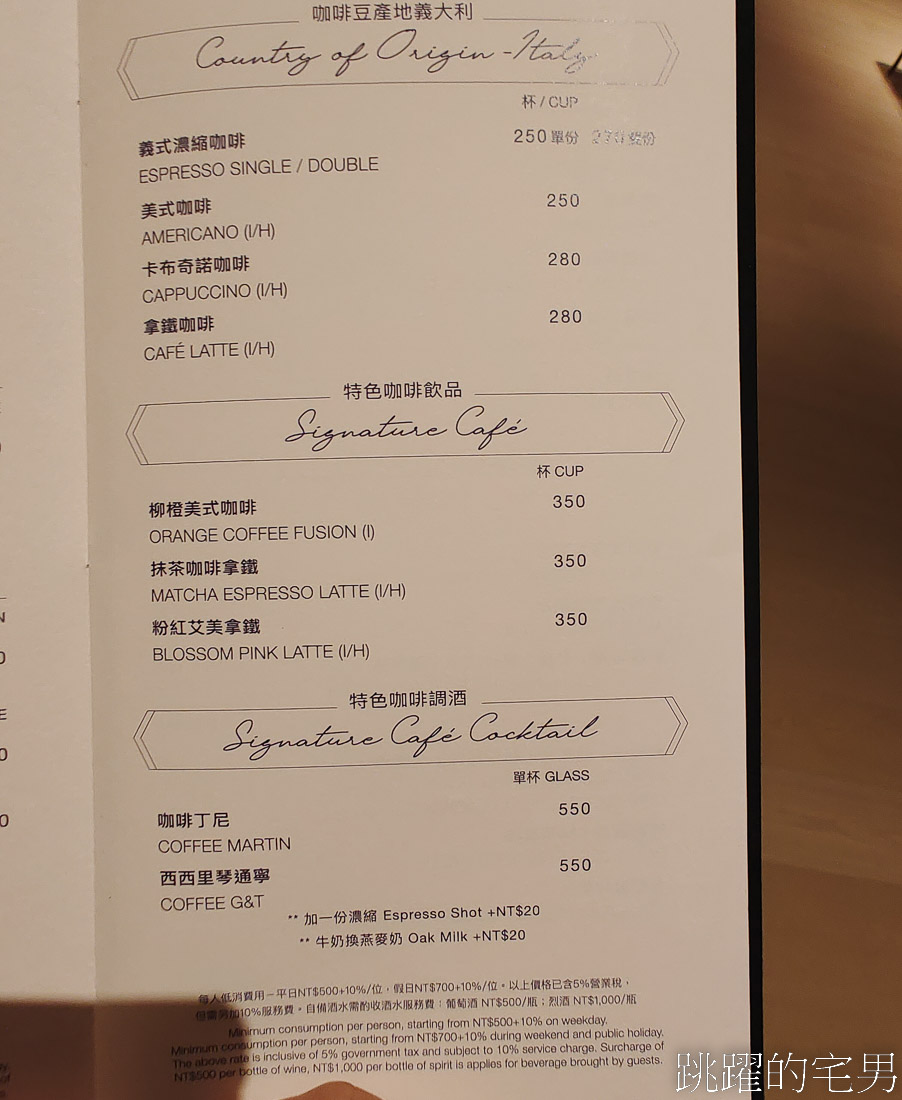 咖啡豆產地義大利
Country of Origin -Italy
杯 / CUP
義式濃縮咖啡 250 單份 270 雙份
ESPRESSO SINGLE / DOUBLE
美式咖啡 250
AMERICANO (I/H)
卡布奇諾咖啡 280
CAPPUCCINO (I/H)
拿鐵咖啡 280
CAFÉ LATTE (I/H)
特色咖啡飲品
Signature Café
杯 CUP
柳橙美式咖啡 350
ORANGE COFFEE FUSION (I)
抹茶咖啡拿鐵 350
MATCHA ESPRESSO LATTE (I/H)
粉紅艾美拿鐵 350
BLOSSOM PINK LATTE (I/H)
特色咖啡調酒
Signature Café Cocktail
單杯 GLASS
咖啡丁尼 550
COFFEE MARTIN
西西里琴通寧 550
COFFEE G&T
** 加一份濃縮 Espresso Shot +NT$20
** 牛奶換燕麥奶 Oak Milk +NT$20
每人低消費用 – 平日NT$500+10%/位，假日NT$700+10%/位。以上價格已含5%營業稅，
但需另加10%服務費。自備酒水需酌收酒水服務費：葡萄酒 NT$500/瓶；烈酒 NT$1,000/瓶
Minimum consumption per person, starting from NT$500+10% on weekday.
Minimum consumption per person, starting from NT$700+10% during weekend and public holiday.
The above rate is inclusive of 5% government tax and subject to 10% service charge. Surcharge of
NT$500 per bottle of wine, NT$1,000 per bottle of spirit is applies for beverage brought by guests.
跳躍的宅男